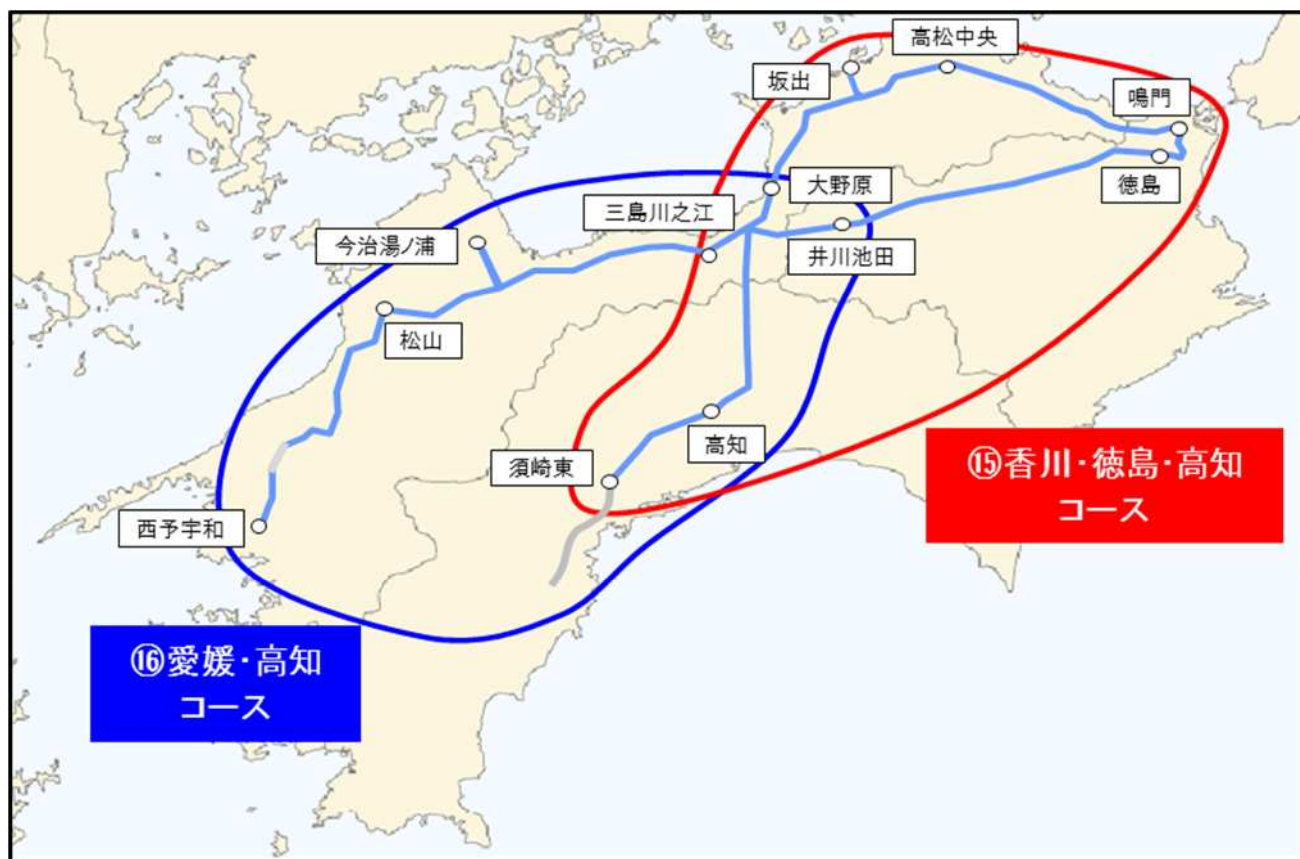 高松中央
坂出
鳴門
大野原
徳島
三島川之江
今治湯ノ浦
井川池田
松山
高知
須崎東
⑮香川・徳島・高知
コース
西予宇和
⑯愛媛・高知
コース